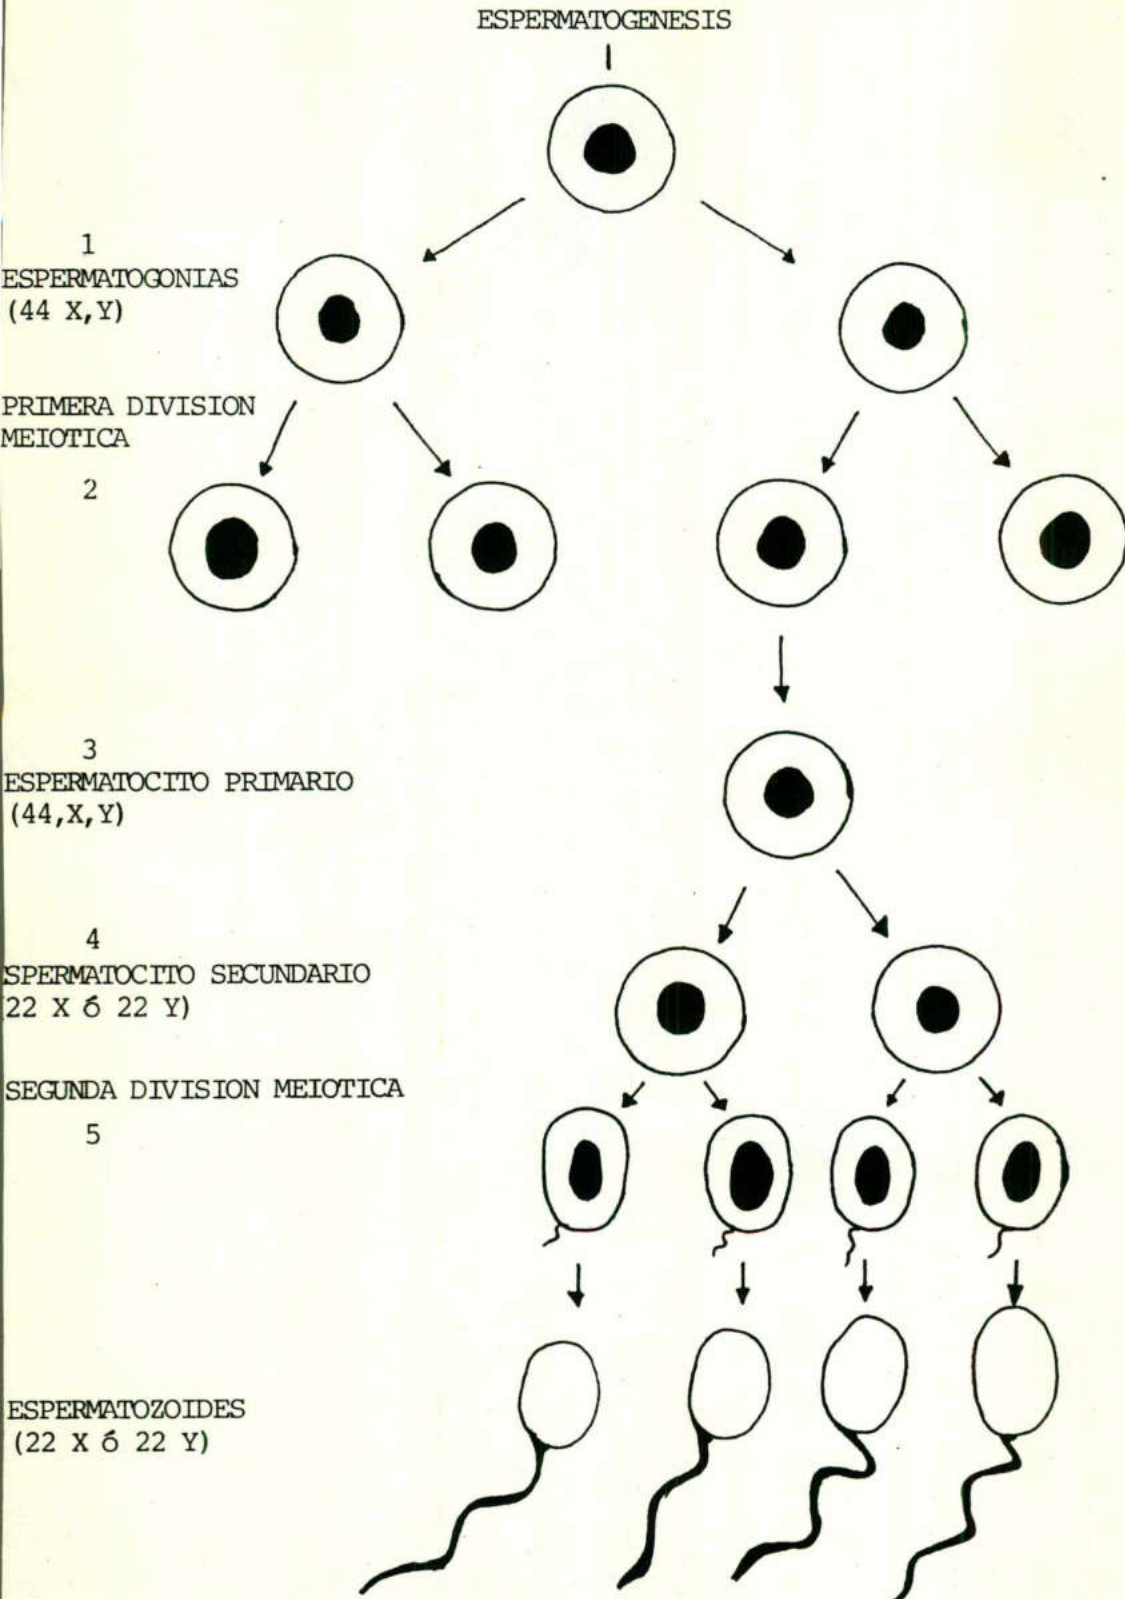 ESPERMATOGENESIS
1
ESPERMATOGONIAS
(44 X,Y)
PRIMERA DIVISION
MEIOTICA
2
3
ESPERMATOCITO PRIMARIO
(44,X,Y)
4
SPERMATOCITO SECUNDARIO
22 X ó 22 Y)
SEGUNDA DIVISION MEIOTICA
5
ESPERMATOZOIDES
(22 X ó 22 Y)